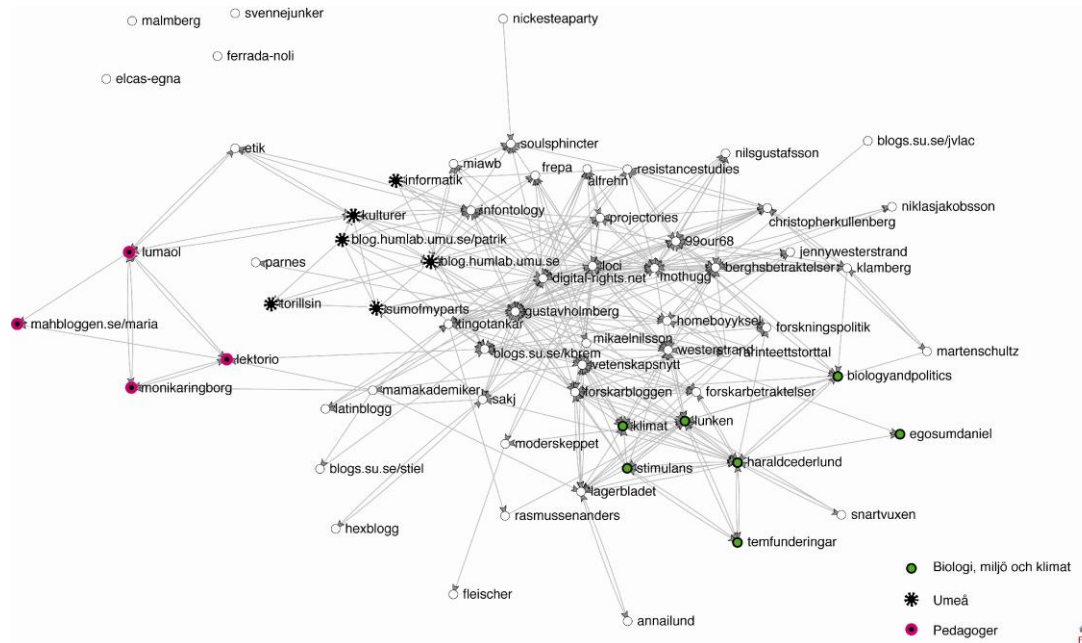 svennejunker
malmberg
nickesteaparty
ferrada-noli
elcas-egna
etik
soulsphincter
blogs.su.se/jvlac
nilsgustafsson
miawb
frepa
alfrehn
resistancestudies
informatik
niklasjakobsson
kulturer
infontology
projectories
christopherkullenberg
blog.humlab.umu.se/patrik
99our68
lumaol
jennywesterstrand
parnes
blog.humlab.umu.se
loci
mothugg
berghsbetraktelser
klamberg
digital-rights.net
torillsin
sumofmyparts
gustavholmberg
mahbloggen.se/maria
tingotankar
homeboyyksel
forskningspolitik
mikaelnilsson
blogs.su.se/kbrem
westerstrand
narinteettstorttal
martenschultz
lektorio
vetenskapsnytt
biologyandpolitics
monikaringborg
mamakademiker
sakj
forskarbloggen
forskarbetraktelser
latinblogg
klimat
lunken
egosumdaniel
moderskeppet
blogs.su.se/stiel
stimulans
haraldcederlund
lagerbladet
rasmussenanders
snartvuxen
hexblogg
temfunderingar
Biologi, miljö och klimat
fleischer
Umeå
annailund
Pedagoger